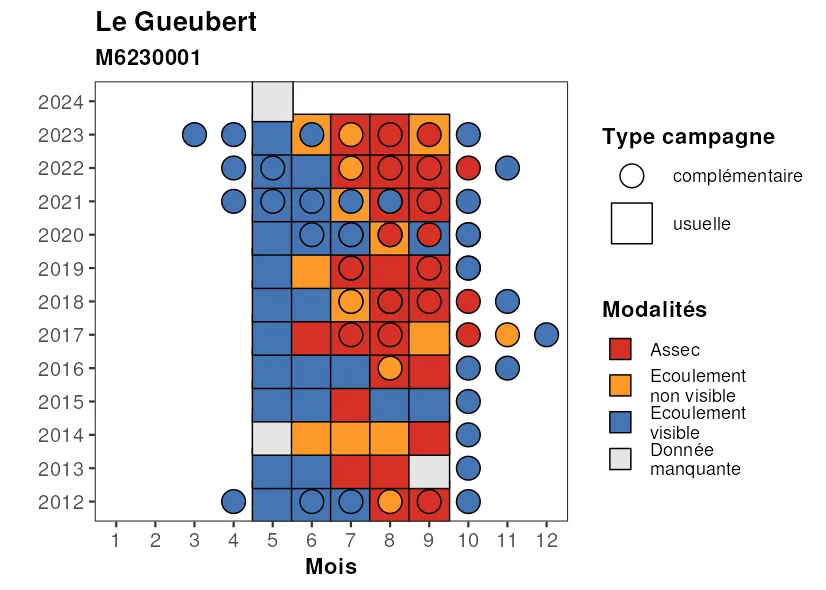 Le Gueubert
M6230001
2024
2023
2022
2021
2020
2019
2018
2017
2016
2015
2014
2013
2012
1 2 3 4 5 6 7 8 9 10 11 12
Mois
Type campagne
complémentaire
usuelle
Modalités
Assec
Ecoulement
non visible
Ecoulement
visible
Donnée
manquante